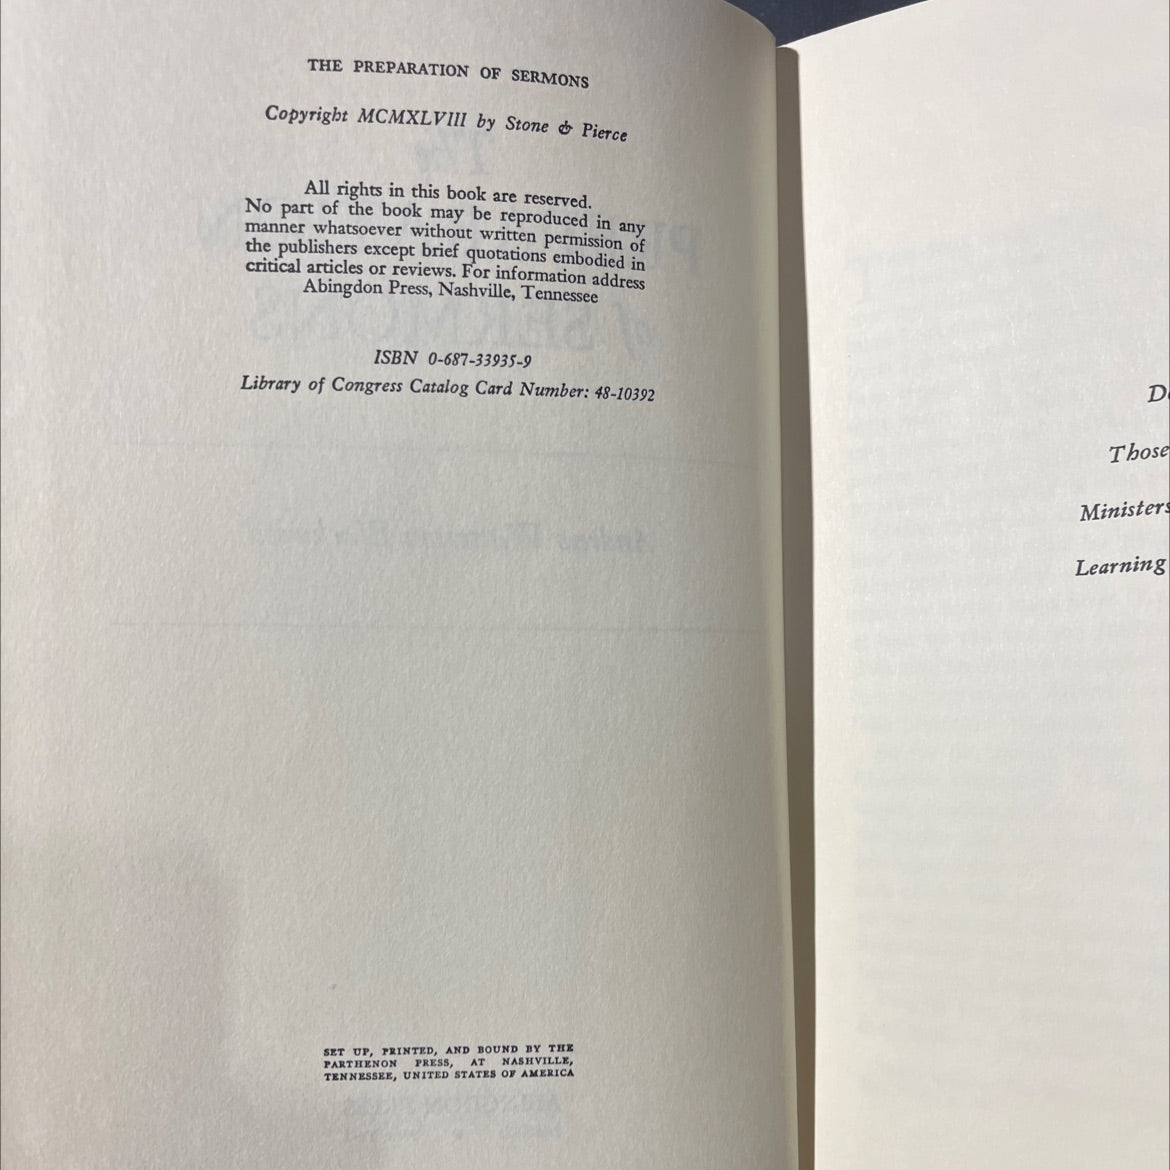 THE PREPARATION OF SERMONS
Copyright MCMXLVIII by Stone & Pierce
All rights in this book are reserved.
No part of the book may be reproduced in any
manner whatsoever without written permission of
the publishers except brief quotations embodied in
critical articles or reviews. For information address
Abingdon Press, Nashville, Tennessee
ISBN 0-687-33935-9
Library of Congress Catalog Card Number: 48-10392
SET UP, PRINTED, AND BOUND BY THE
PARTHENON PRESS, AT NASHVILLE,
TENNESSEE, UNITED STATES OF AMERICA
Those
Ministers
Learning